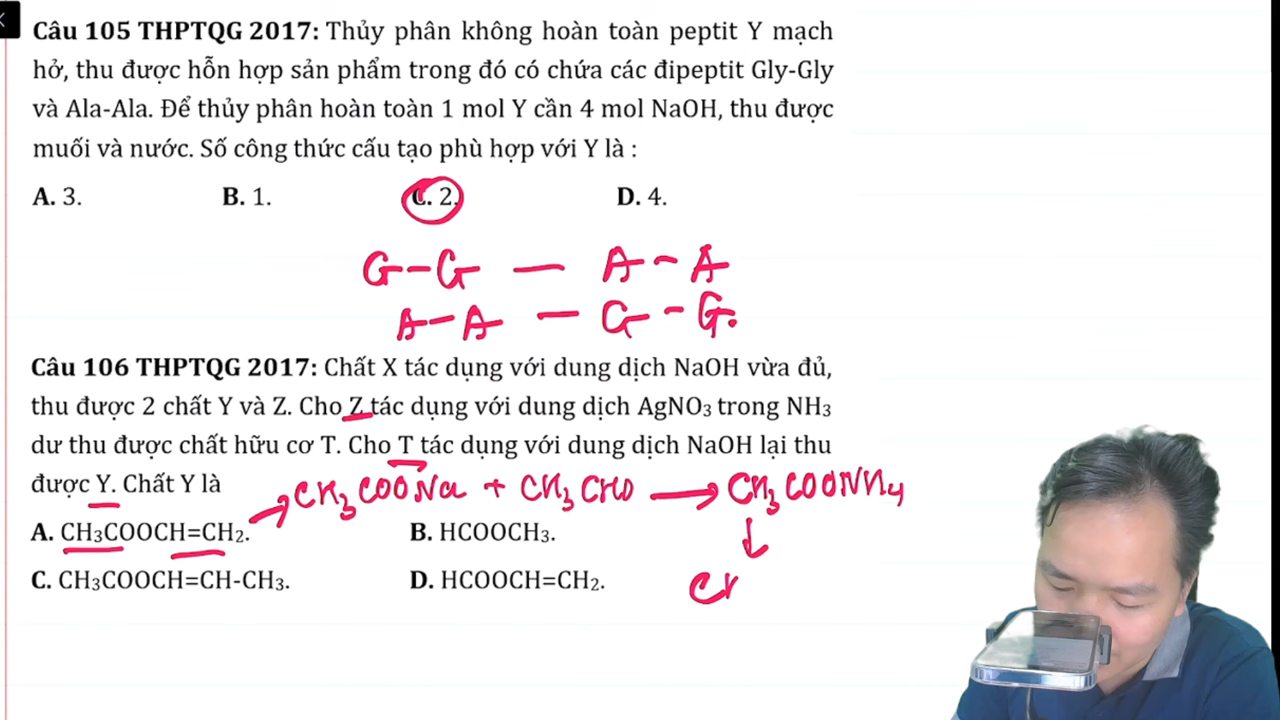 Câu 105 THPTQG 2017: Thủy phân không hoàn toàn peptit Y mạch
hở, thu được hỗn hợp sản phẩm trong đó có chứa các đipeptit Gly-Gly
và Ala-Ala. Để thủy phân hoàn toàn 1 mol Y cần 4 mol NaOH, thu được
muối và nước. Số công thức cấu tạo phù hợp với Y là :
A. 3. B. 1. C. 2. D. 4.
G-G — A-A
A-A — G-G.
Câu 106 THPTQG 2017: Chất X tác dụng với dung dịch NaOH vừa đủ,
thu được 2 chất Y và Z. Cho Z tác dụng với dung dịch AgNO₃ trong NH₃
dư thu được chất hữu cơ T. Cho T tác dụng với dung dịch NaOH lại thu
được Y. Chất Y là
→ CH₃COONa + CH₃CHO → CH₃COONH₄
A. CH₃COOCH=CH₂. B. HCOOCH₃.
↓
C. CH₃COOCH=CH-CH₃. D. HCOOCH=CH₂.
CH